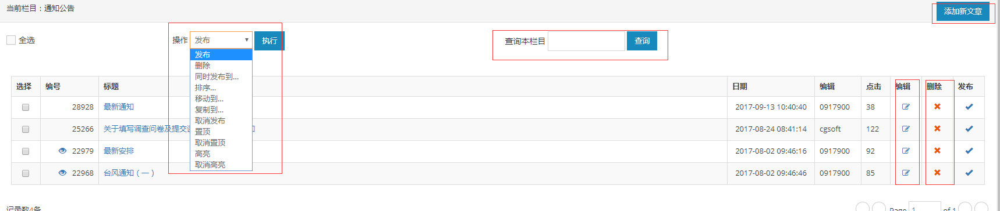 当前栏目：通知公告
添加新文章
全选
操作 发布 执行
查询本栏目 查询
发布
删除
同时发布到...
排序...
移动到...
复制到...
取消发布
置顶
取消置顶
高亮
取消高亮
选择 编号 标题 日期 编辑 点击 编辑 删除 发布
28928 最新通知 2017-09-13 10:40:40 0917900 38
25266 关于填写调查问卷及提交 2017-08-24 08:41:14 cgsoft 122
22979 最新安排 2017-08-02 09:46:16 0917900 92
22968 台风通知（一） 2017-08-02 09:46:46 0917900 85
记录数4条
Page 1 of 1